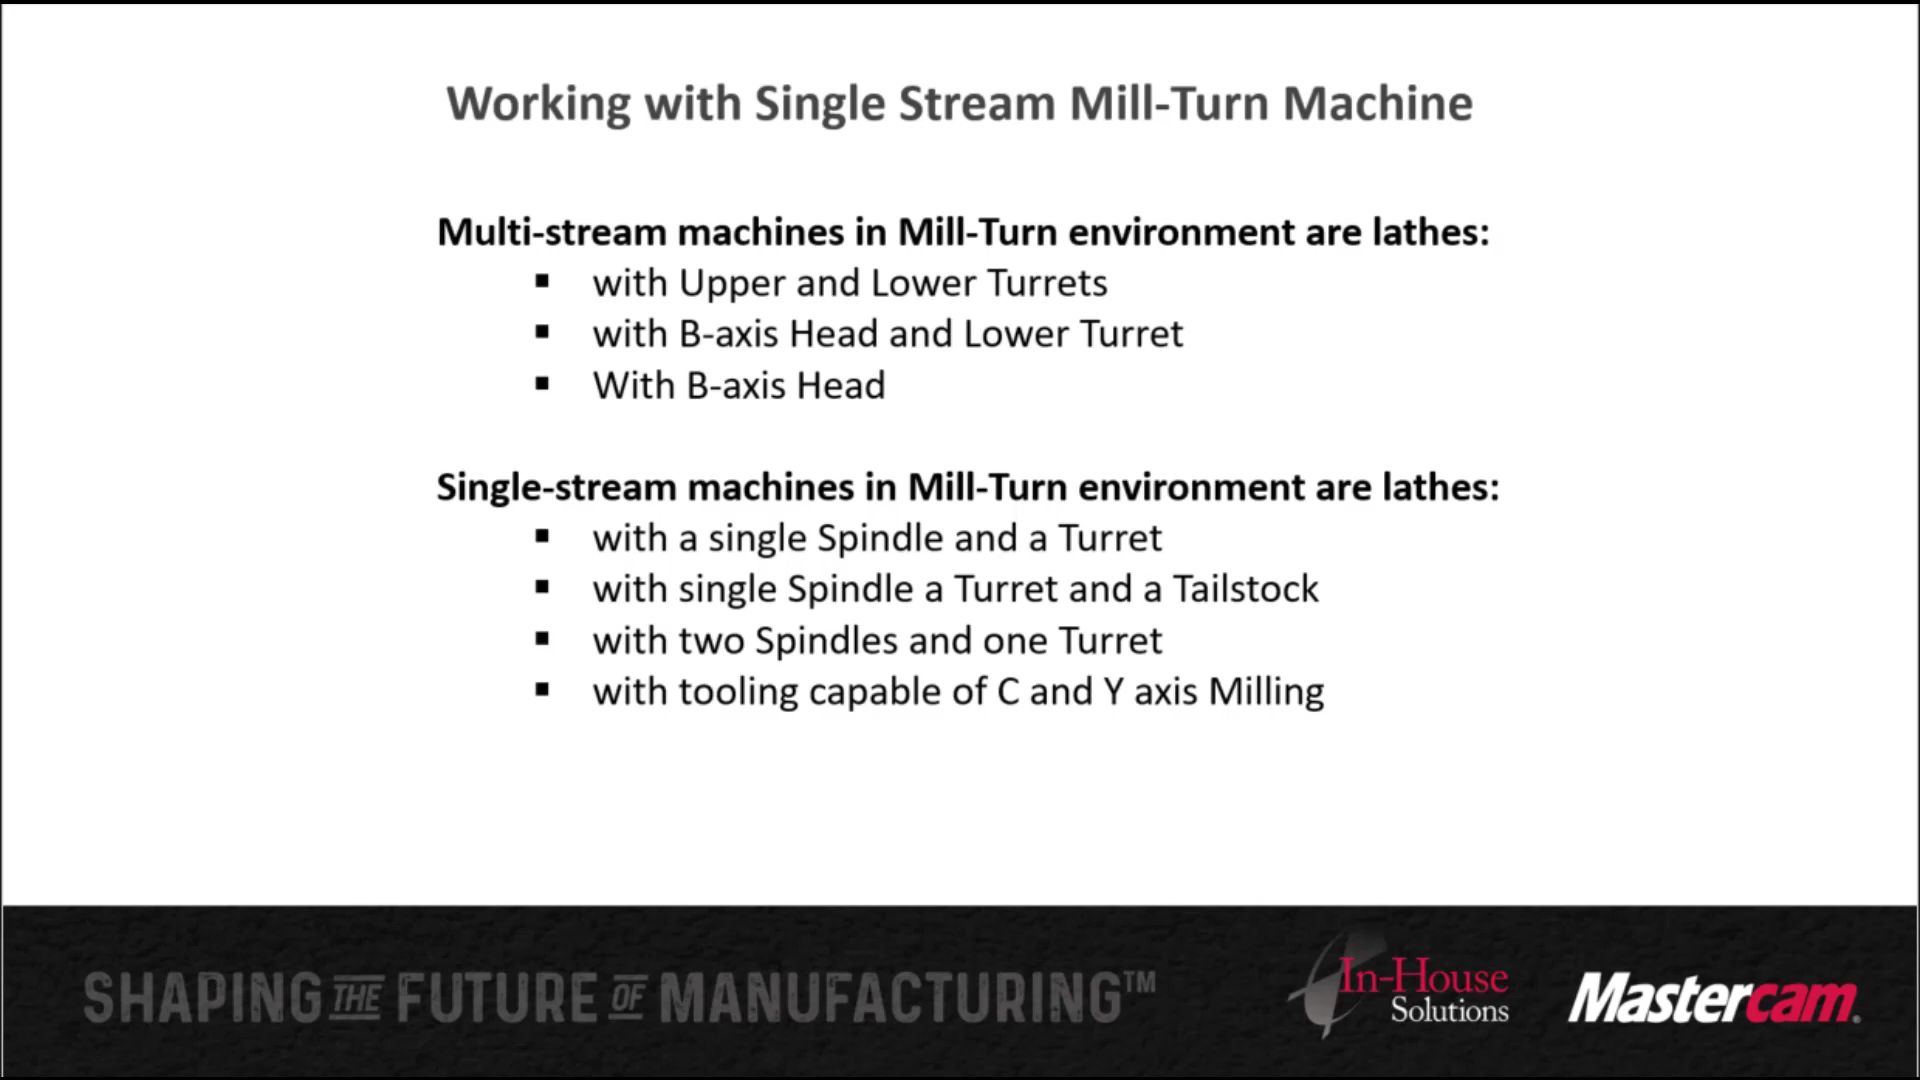 Working with Single Stream Mill-Turn Machine
Multi-stream machines in Mill-Turn environment are lathes:
▪ with Upper and Lower Turrets
▪ with B-axis Head and Lower Turret
▪ With B-axis Head
Single-stream machines in Mill-Turn environment are lathes:
▪ with a single Spindle and a Turret
▪ with single Spindle a Turret and a Tailstock
▪ with two Spindles and one Turret
▪ with tooling capable of C and Y axis Milling
SHAPING THE FUTURE OF MANUFACTURING™
In-House
Solutions
Mastercam®